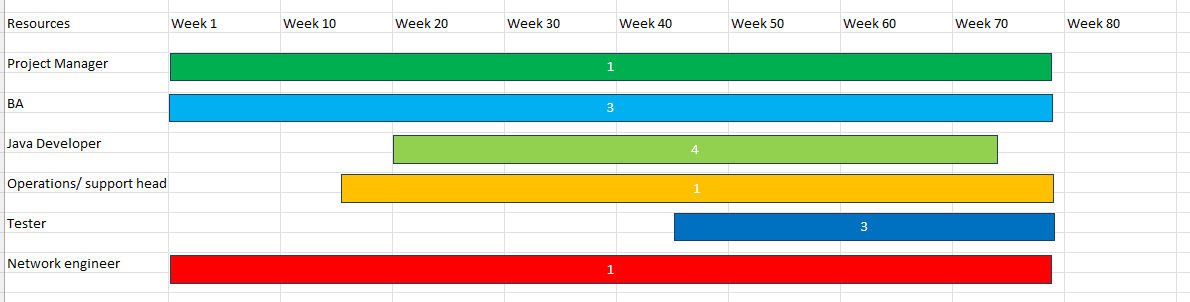 Resources Week 1 Week 10 Week 20 Week 30 Week 40 Week 50 Week 60 Week 70 Week 80
Project Manager 1
BA 3
Java Developer 4
Operations/ support head 1
Tester 3
Network engineer 1